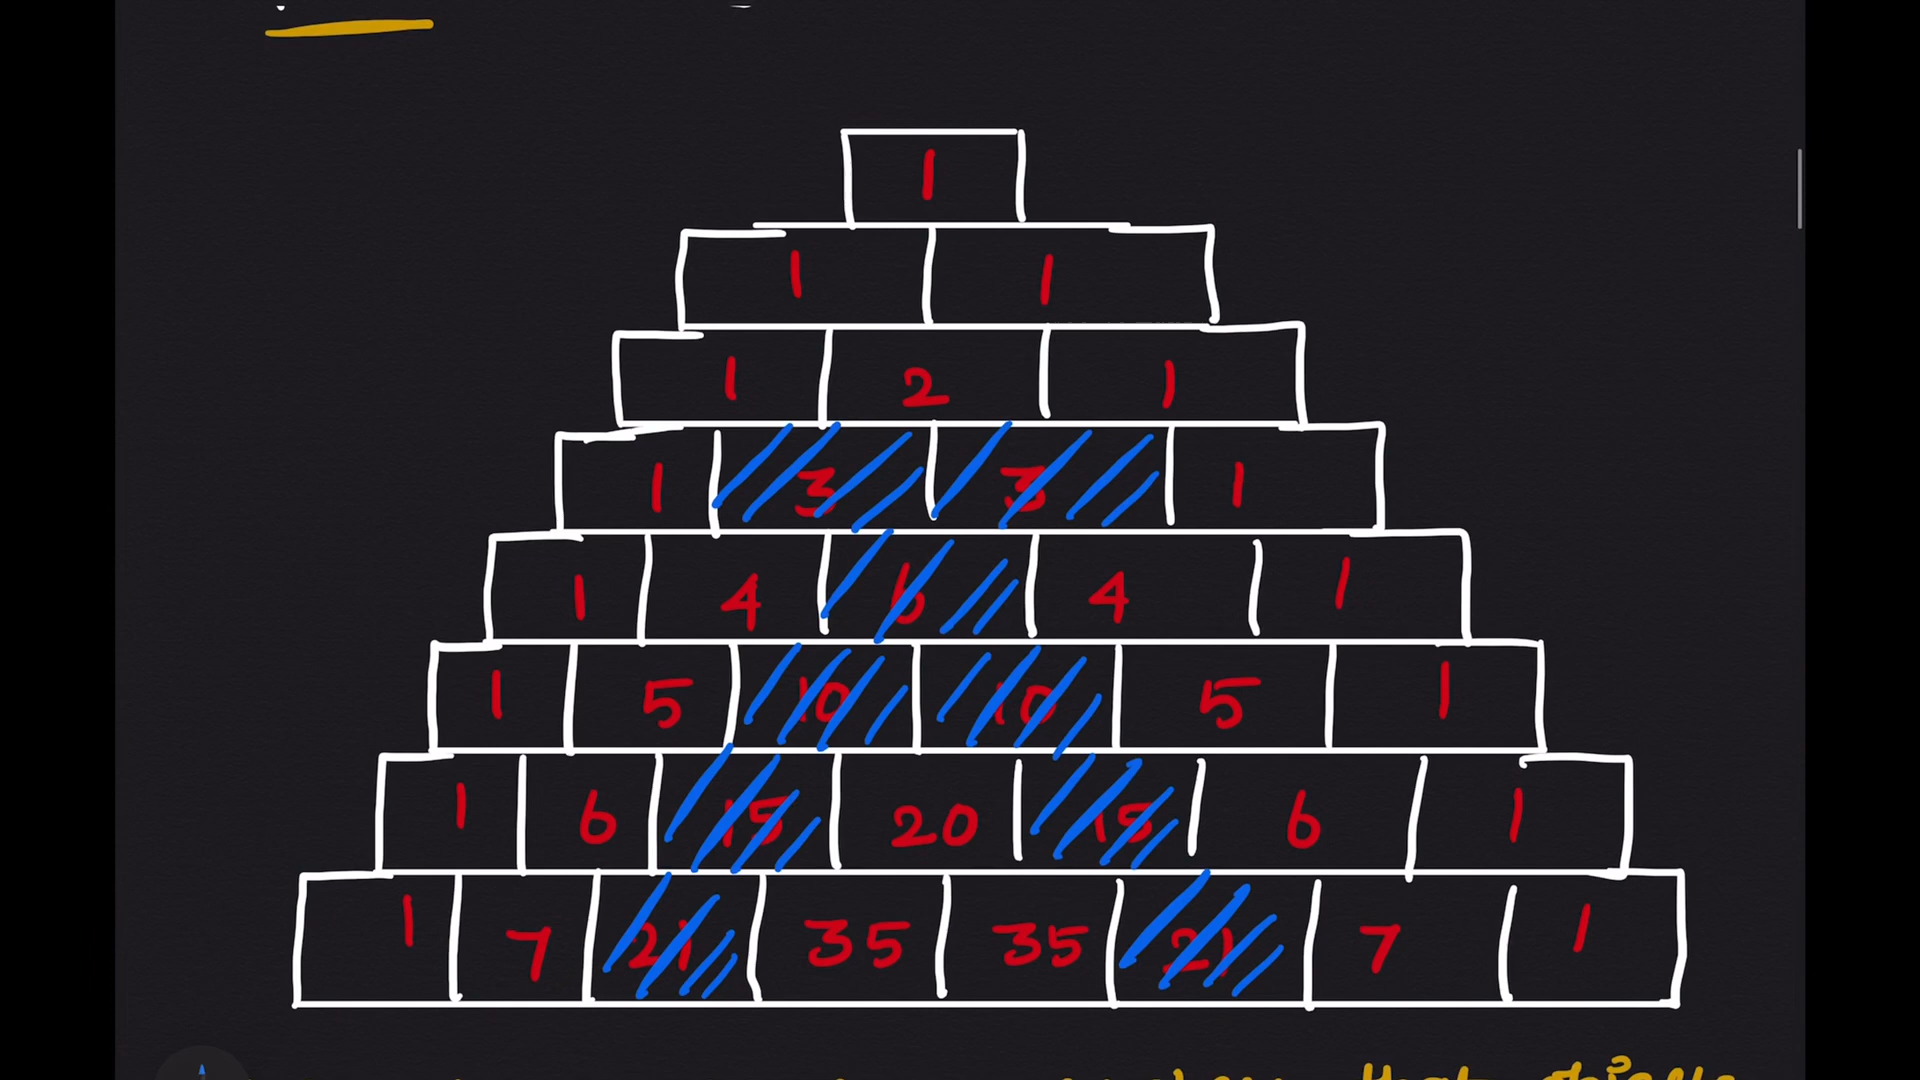 1
1 1
1 2 1
1 3 3 1
1 4 6 4 1
1 5 10 10 5 1
1 6 15 20 15 6 1
1 7 21 35 35 21 7 1